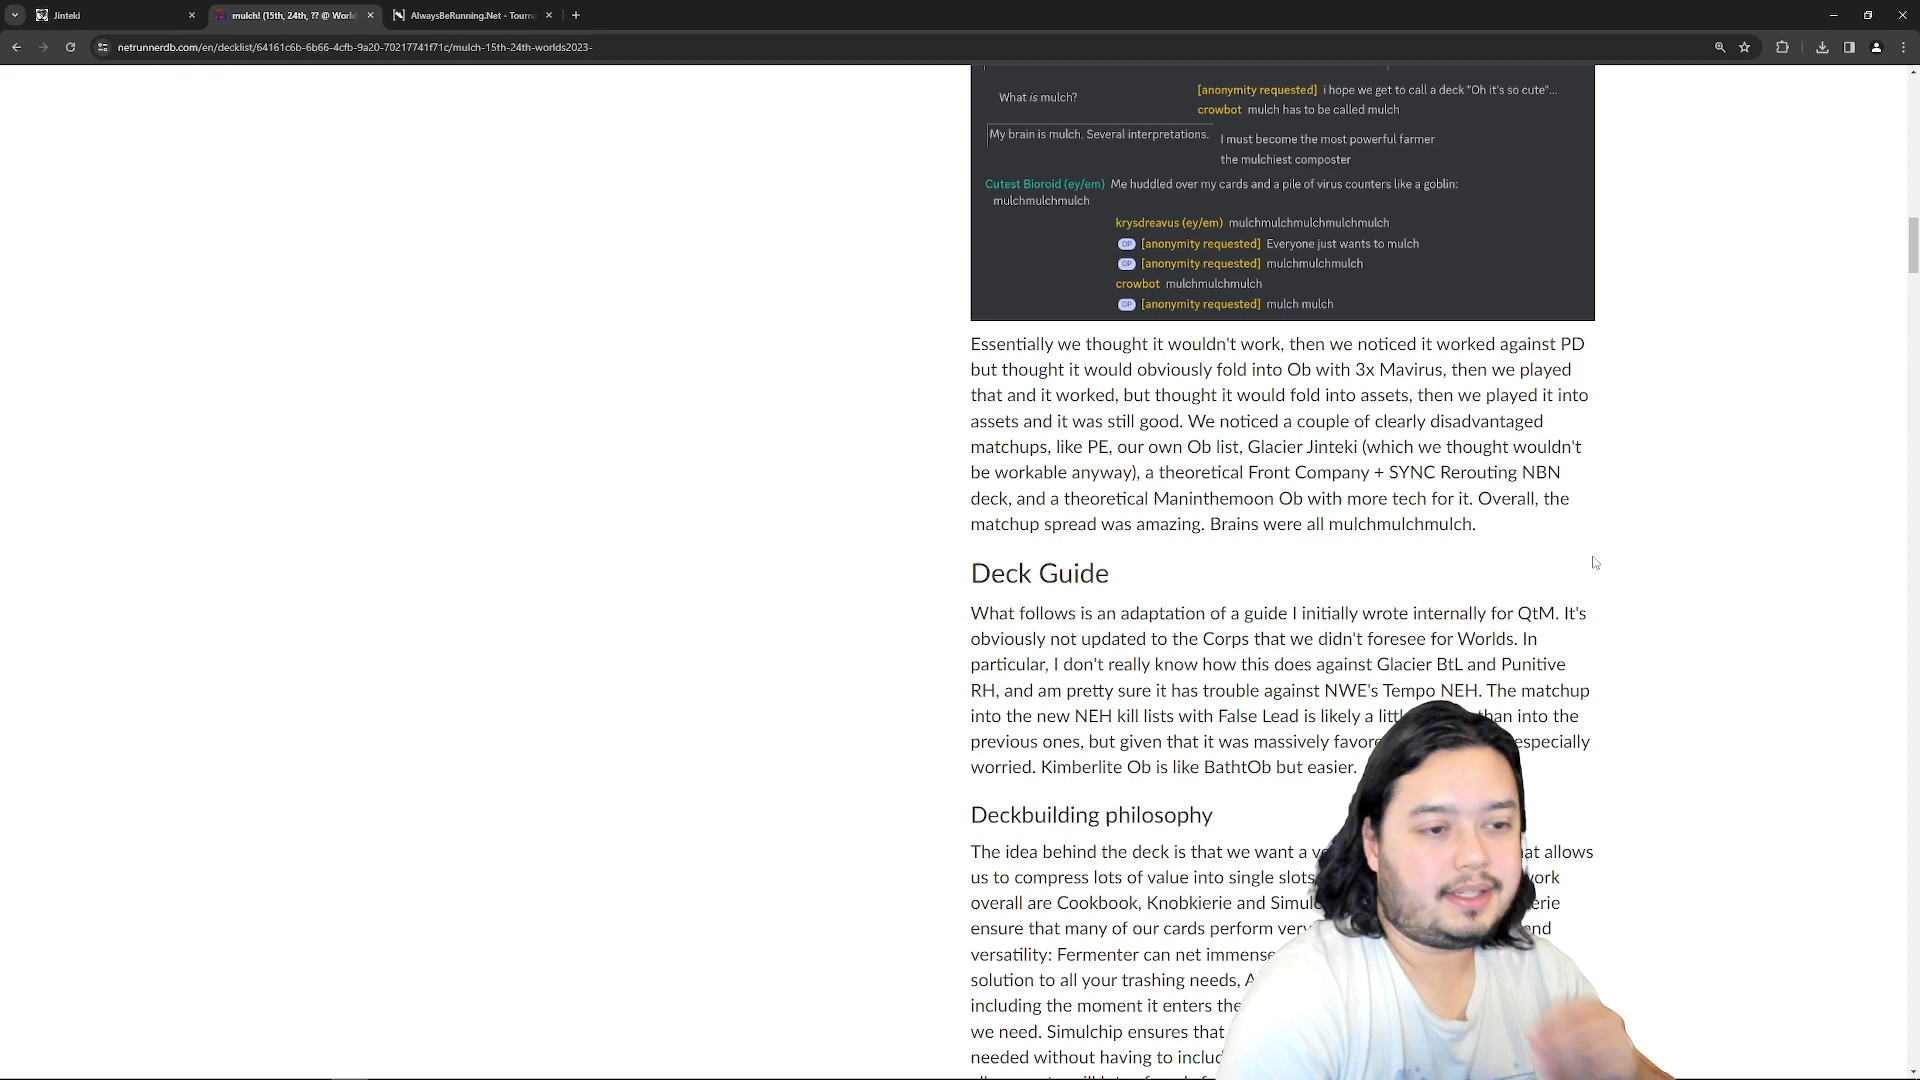 Jinteki
mulch! (15th, 24th, ?? @ World
AlwaysBeRunning.Net - Tourna
netrunnerdb.com/en/decklist/64161c6b-6b66-4cfb-9a20-70217741f71c/mulch-15th-24th-worlds2023-
[anonymity requested] i hope we get to call a deck "Oh it's so cute"...
What is mulch?
crowbot mulch has to be called mulch
My brain is mulch. Several interpretations.
I must become the most powerful farmer
the mulchiest composter
Cutest Bioroid (ey/em) Me huddled over my cards and a pile of virus counters like a goblin:
mulchmulchmulch
krysdreavus (ey/em) mulchmulchmulchmulchmulch
OP [anonymity requested] Everyone just wants to mulch
OP [anonymity requested] mulchmulchmulch
crowbot mulchmulchmulch
OP [anonymity requested] mulch mulch
Essentially we thought it wouldn't work, then we noticed it worked against PD
but thought it would obviously fold into Ob with 3x Mavirus, then we played
that and it worked, but thought it would fold into assets, then we played it into
assets and it was still good. We noticed a couple of clearly disadvantaged
matchups, like PE, our own Ob list, Glacier Jinteki (which we thought wouldn't
be workable anyway), a theoretical Front Company + SYNC Rerouting NBN
deck, and a theoretical Maninthemoon Ob with more tech for it. Overall, the
matchup spread was amazing. Brains were all mulchmulchmulch.
Deck Guide
What follows is an adaptation of a guide I initially wrote internally for QtM. It's
obviously not updated to the Corps that we didn't foresee for Worlds. In
particular, I don't really know how this does against Glacier BtL and Punitive
RH, and am pretty sure it has trouble against NWE's Tempo NEH. The matchup
into the new NEH kill lists with False Lead is likely a than into the
previous ones, but given that it was massively especially
worried. Kimberlite Ob is like BathtOb but easier.
Deckbuilding philosophy
The idea behind the deck is that we want a allows
us to compress lots of value into single slots
overall are Cookbook, Knobkierie and
ensure that many of our cards perform
versatility: Fermenter can net
solution to all your trashing needs,
including the moment it enters the
we need. Simulchip ensures that
needed without having to